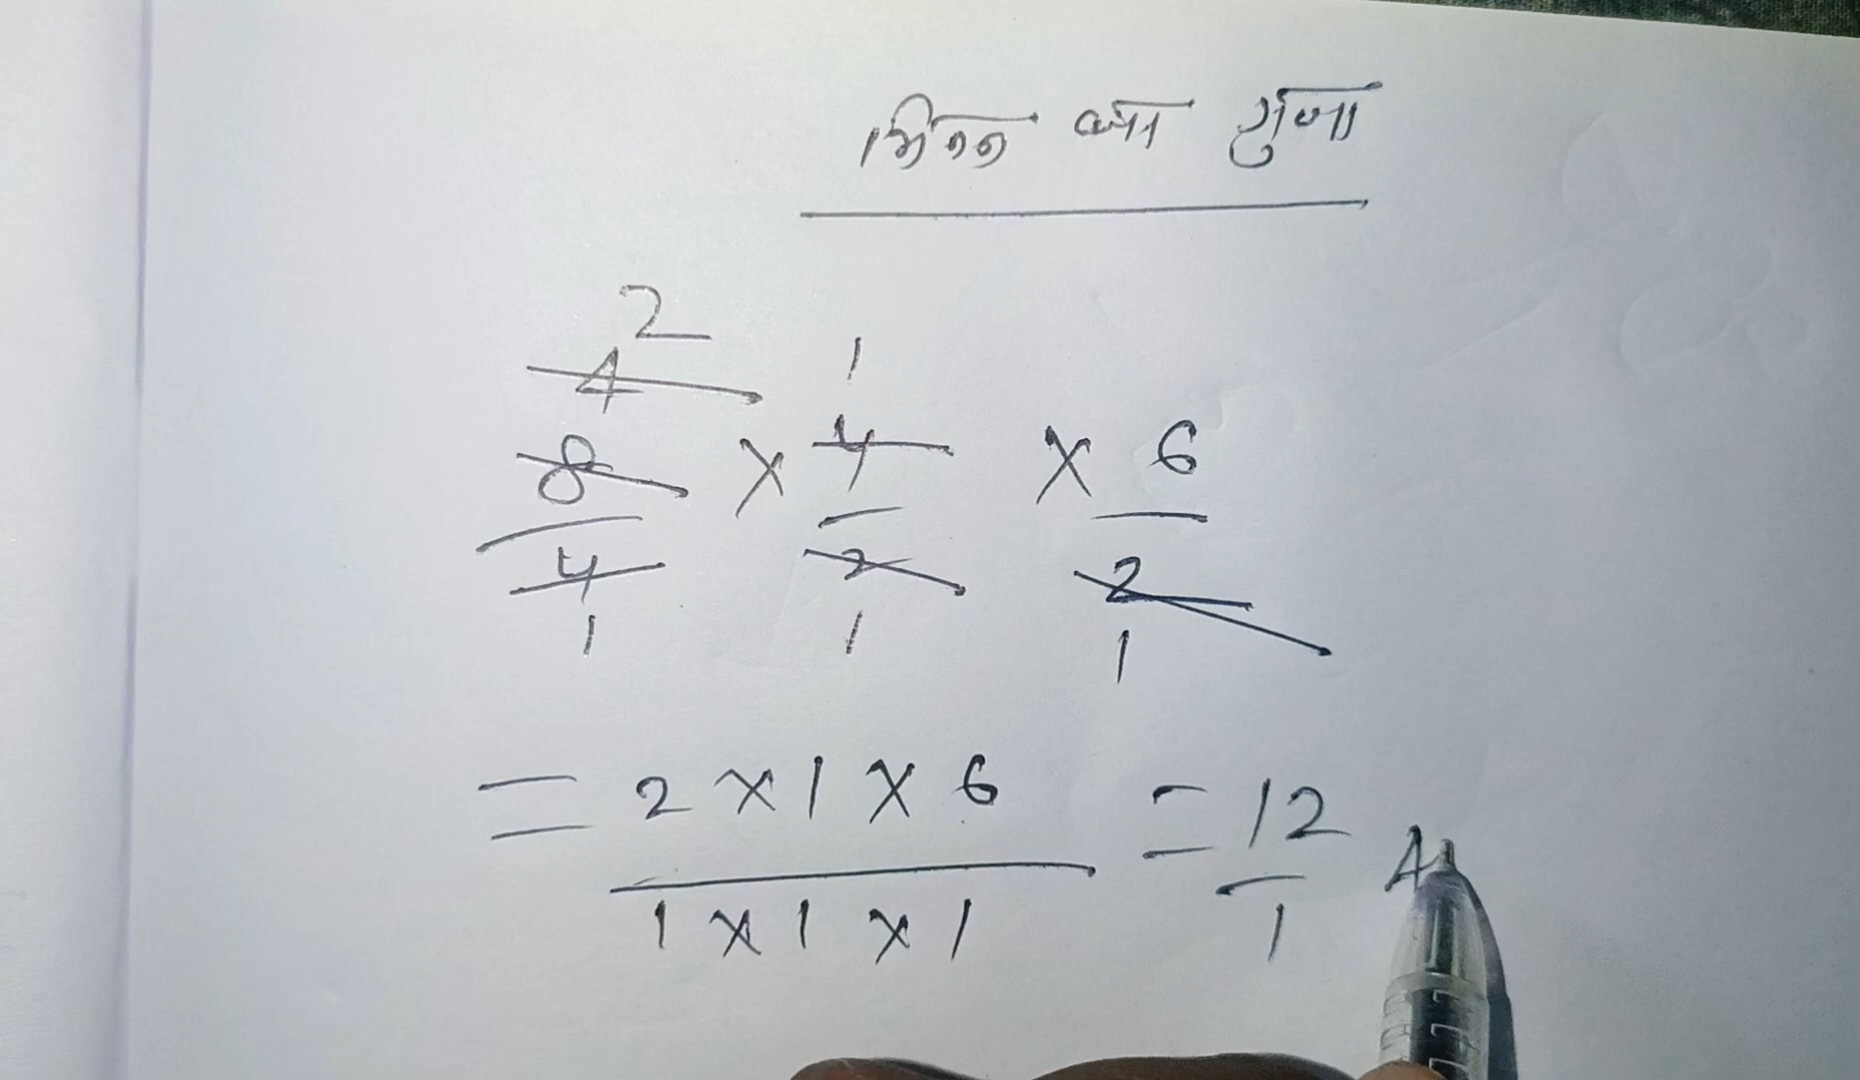 भिन्न का गुणा
2
4 1
8 × 4 × 6
4 2 2
1 1 1
= 2 × 1 × 6 = 12 A
1 × 1 × 1 1